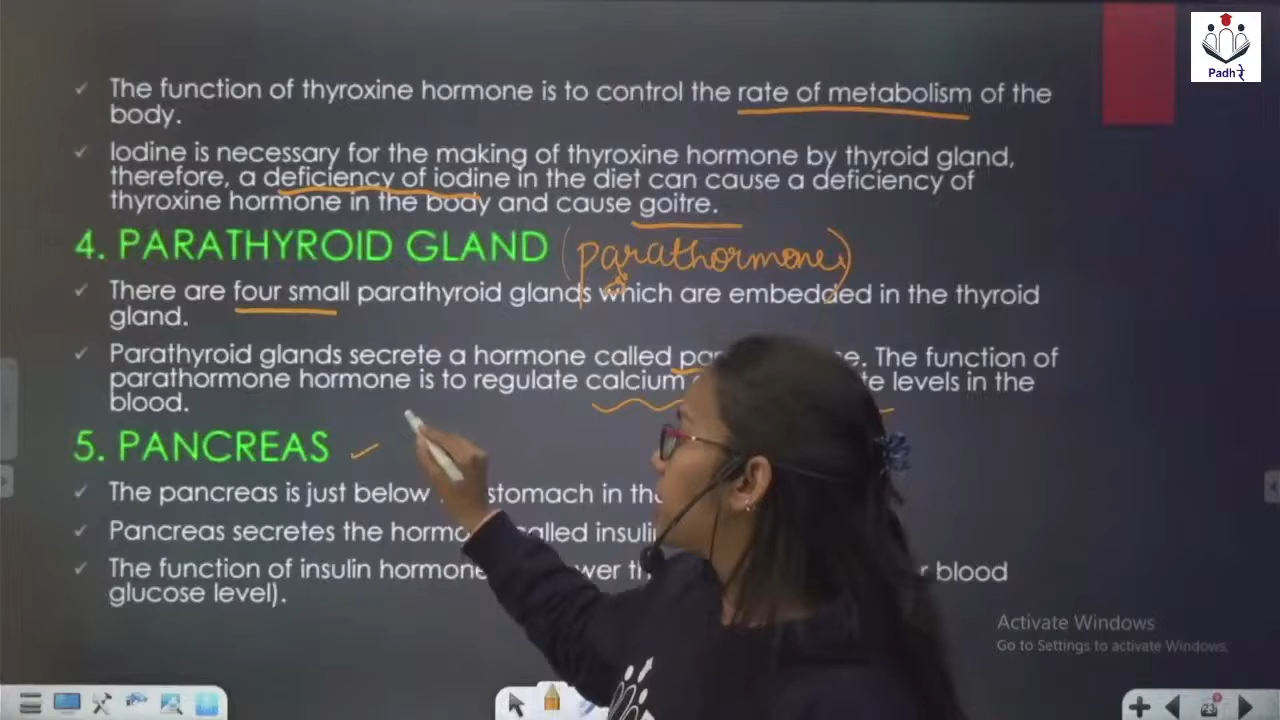 Padhरे
The function of thyroxine hormone is to control the rate of metabolism of the
body.
Iodine is necessary for the making of thyroxine hormone by thyroid gland,
therefore, a deficiency of iodine in the diet can cause a deficiency of
thyroxine hormone in the body and cause goitre.
4. PARATHYROID GLAND (parathormone)
There are four small parathyroid glands which are embedded in the thyroid
gland.
Parathyroid glands secrete a hormone called The function of
parathormone hormone is to regulate calcium levels in the
blood.
5. PANCREAS
The pancreas is just below stomach in the
Pancreas secretes the called
The function of insulin hormone blood
glucose level).
Activate Windows
Go to Settings to activate Windows.